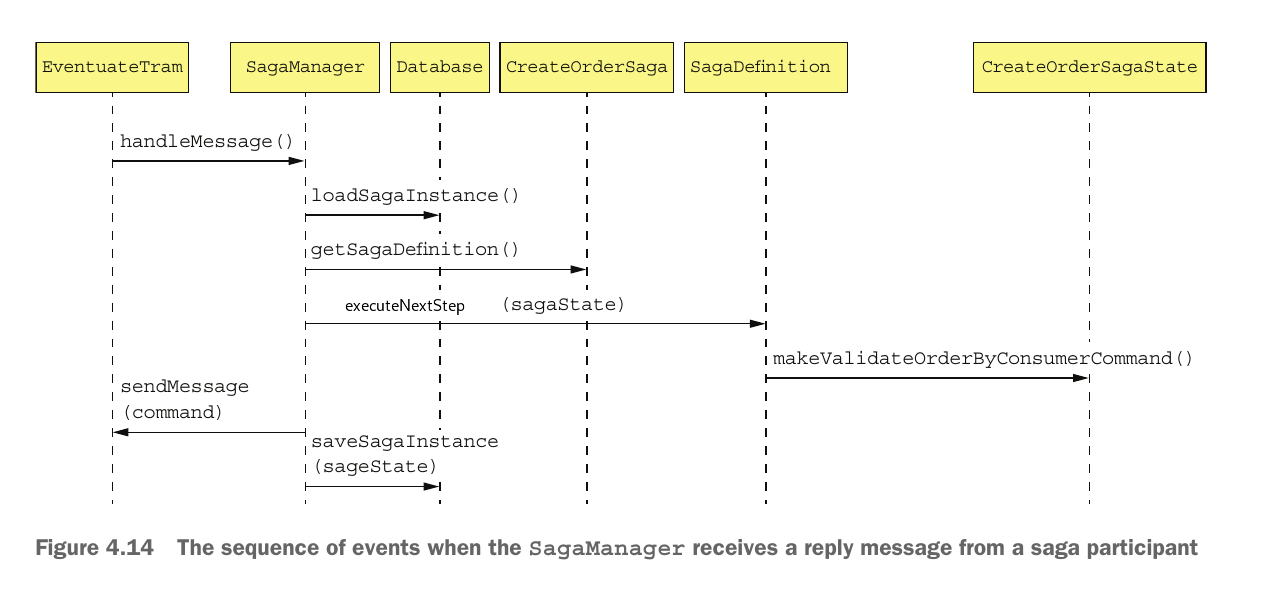 EventuateTram SagaManager Database CreateOrderSaga SagaDefinition CreateOrderSagaState
handleMessage()
loadSagaInstance()
getSagaDefinition()
executeNextStep (sagaState)
makeValidateOrderByConsumerCommand()
sendMessage
(command)
saveSagaInstance
(sageState)
Figure 4.14 The sequence of events when the SagaManager receives a reply message from a saga participant